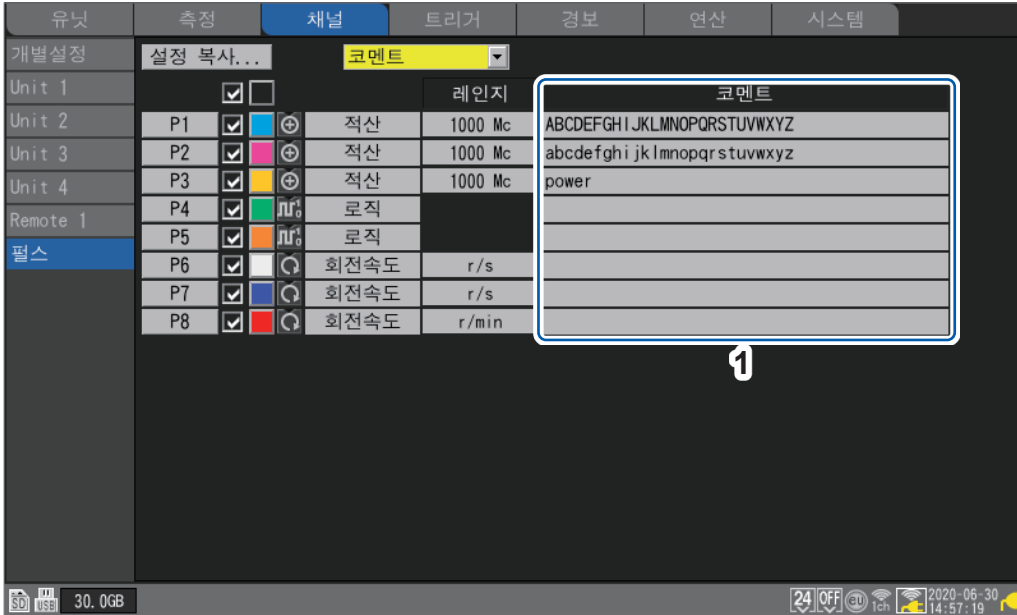 유닛 측정 채널 트리거 경보 연산 시스템
개별설정 설정 복사... 코멘트
Unit 1 레인지 코멘트
Unit 2 P1 적산 1000 Mc ABCDEFGHIJKLMNOPQRSTUVWXYZ
Unit 3 P2 적산 1000 Mc abcdefghijklmnopqrstuvwxyz
Unit 4 P3 적산 1000 Mc power
Remote 1 P4 로직
펄스 P5 로직
P6 회전속도 r/s
P7 회전속도 r/s
P8 회전속도 r/min
1
SD USB 30.0GB 24 OFF eu 1ch 2020-06-30
14:57:19